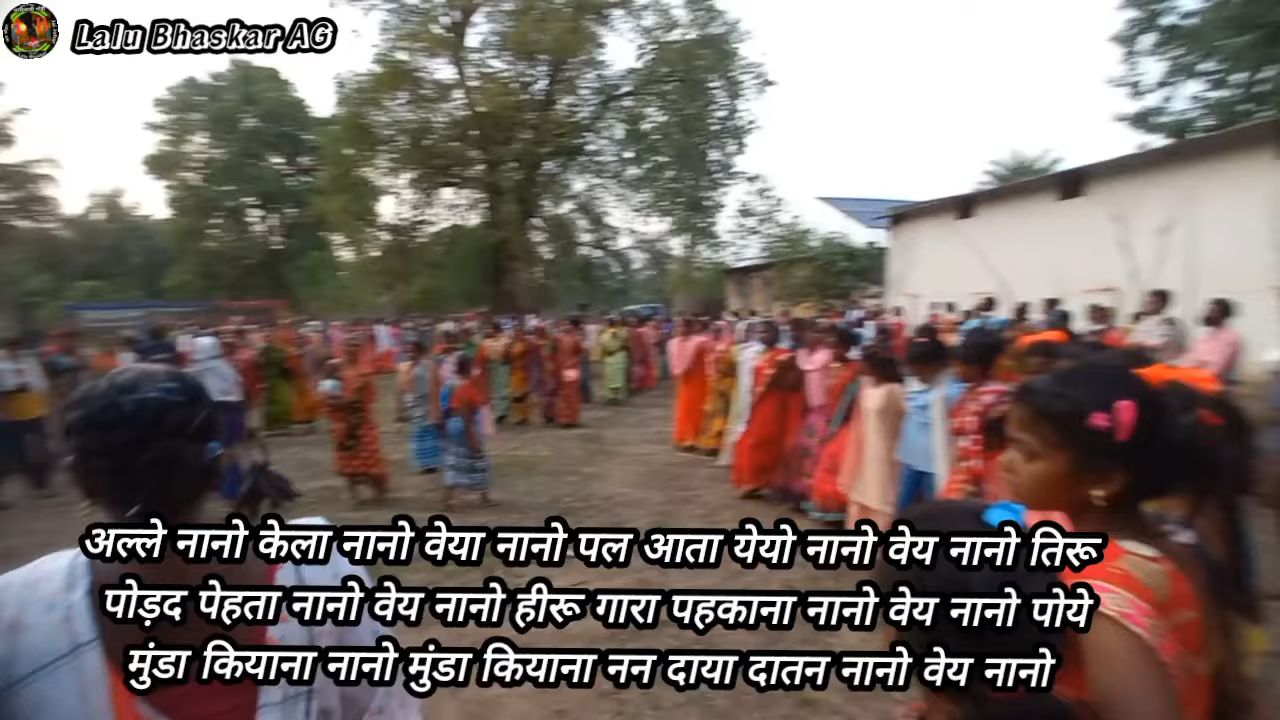 Lalu Bhaskar AG
अल्ले नानो केला नानो वेया नानो पल आता येयो नानो वेय नानो तिरू
पोड़द पेहता नानो वेय नानो हीरू गारा पहकाना नानो वेय नानो पोये
मुंडा कियाना नानो मुंडा कियाना नन दाया दातन नानो वेय नानो